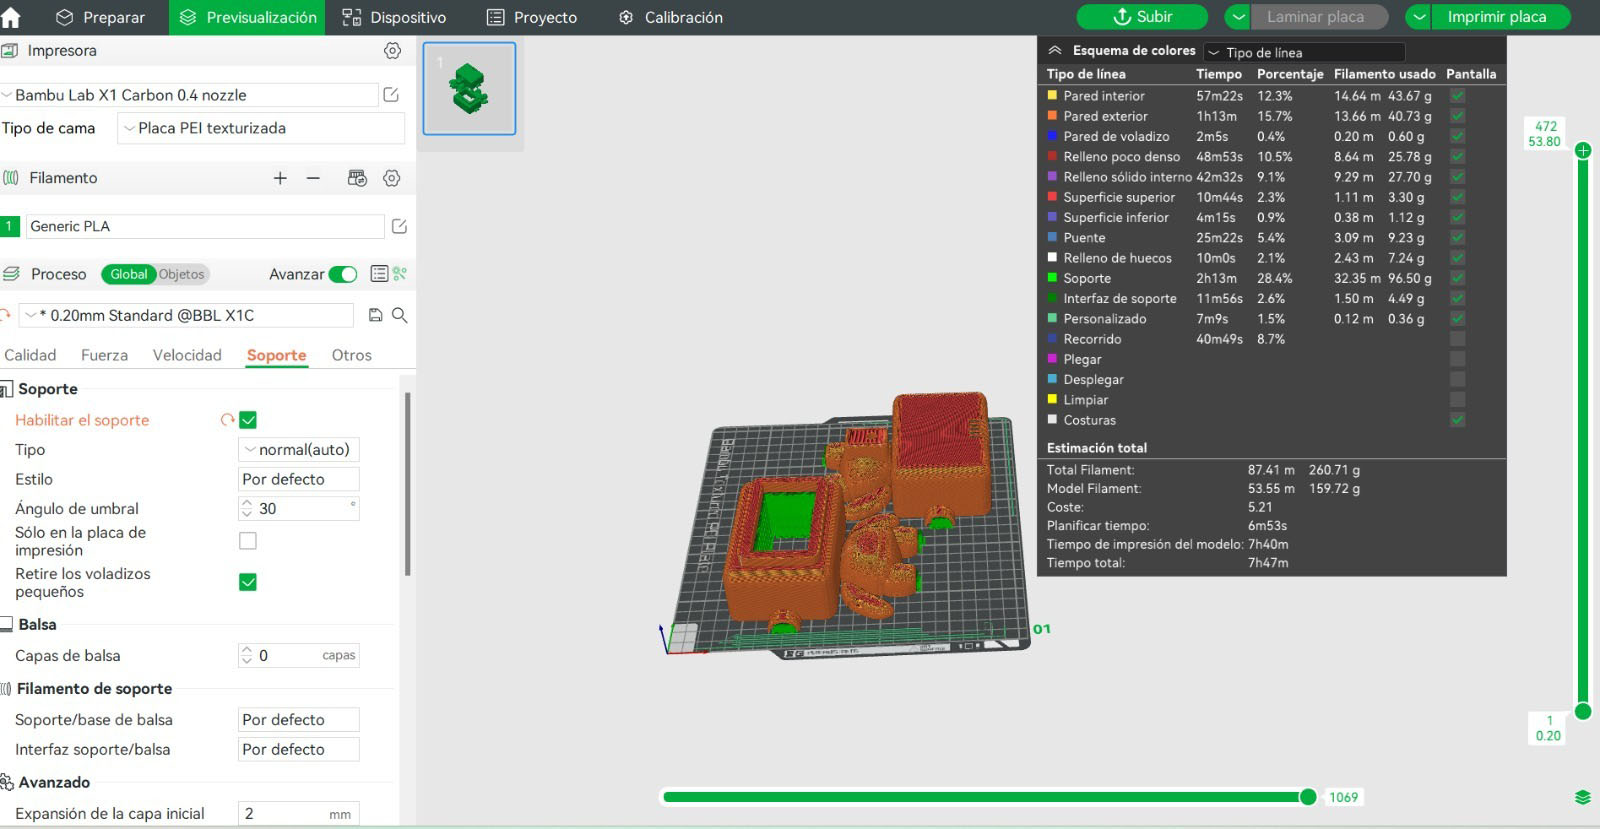 Preparar
Previsualización
Dispositivo
Proyecto
Calibración
Subir
Laminar placa
Imprimir placa
Impresora
Bambu Lab X1 Carbon 0.4 nozzle
Tipo de cama
Placa PEI texturizada
Filamento
1 Generic PLA
Proceso Global Objetos Avanzar
* 0.20mm Standard @BBL X1C
Calidad Fuerza Velocidad Soporte Otros
Soporte
Habilitar el soporte
Tipo normal(auto)
Estilo Por defecto
Ángulo de umbral 30 °
Sólo en la placa de
impresión
Retire los voladizos
pequeños
Balsa
Capas de balsa 0 capas
Filamento de soporte
Soporte/base de balsa Por defecto
Interfaz soporte/balsa Por defecto
Avanzado
Expansión de la capa inicial 2 mm
1
Esquema de colores Tipo de línea
Tipo de línea Tiempo Porcentaje Filamento usado Pantalla
Pared interior 57m22s 12.3% 14.64 m 43.67 g
Pared exterior 1h13m 15.7% 13.66 m 40.73 g
Pared de voladizo 2m5s 0.4% 0.20 m 0.60 g
Relleno poco denso 48m53s 10.5% 8.64 m 25.78 g
Relleno sólido interno 42m32s 9.1% 9.29 m 27.70 g
Superficie superior 10m44s 2.3% 1.11 m 3.30 g
Superficie inferior 4m15s 0.9% 0.38 m 1.12 g
Puente 25m22s 5.4% 3.09 m 9.23 g
Relleno de huecos 10m0s 2.1% 2.43 m 7.24 g
Soporte 2h13m 28.4% 32.35 m 96.50 g
Interfaz de soporte 11m56s 2.6% 1.50 m 4.49 g
Personalizado 7m9s 1.5% 0.12 m 0.36 g
Recorrido 40m49s 8.7%
Plegar
Desplegar
Limpiar
Costuras
Estimación total
Total Filament: 87.41 m 260.71 g
Model Filament: 53.55 m 159.72 g
Coste: 5.21
Planificar tiempo: 6m53s
Tiempo de impresión del modelo: 7h40m
Tiempo total: 7h47m
472
53.80
01
1
0.20
1069